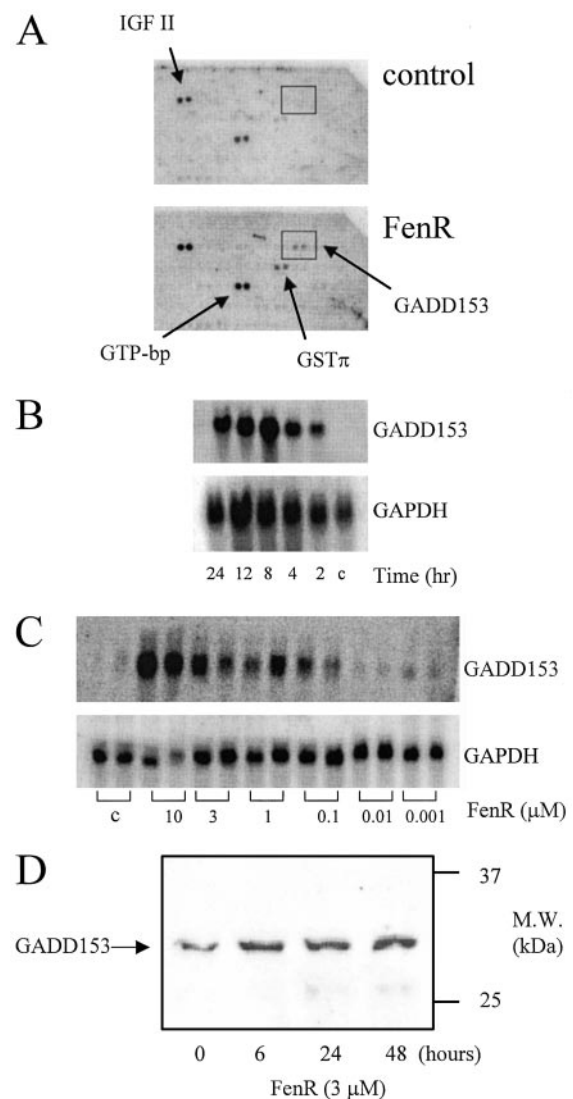 A
IGF II
control
FenR
GADD153
GTP-bp
GSTπ
B
GADD153
GAPDH
24 12 8 4 2 c Time (hr)
C
GADD153
GAPDH
c 10 3 1 0.1 0.01 0.001 FenR (μM)
D
37
GADD153
M.W.
(kDa)
25
0 6 24 48 (hours)
FenR (3 μM)